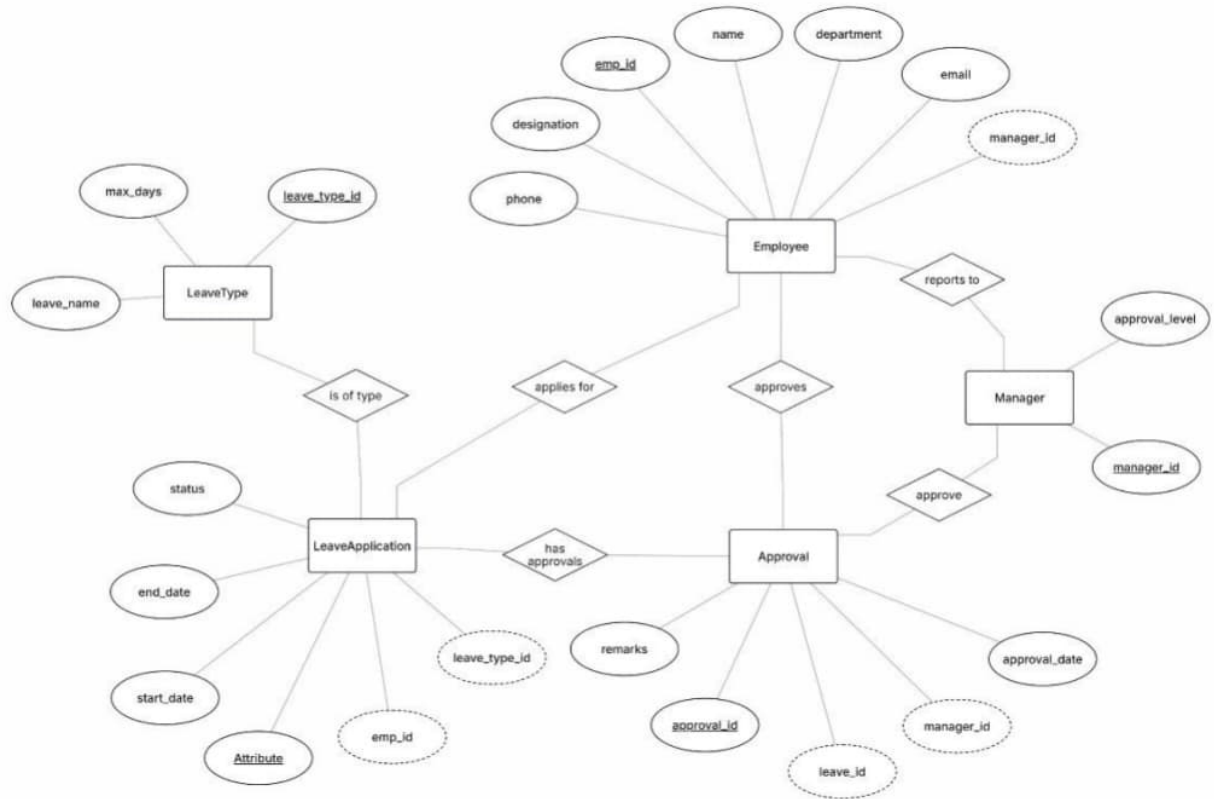 name
department
emp_id
email
designation
manager_id
max_days
leave_type_id
phone
Employee
LeaveType
leave_name
reports to
approval_level
is of type
applies for
approves
Manager
manager_id
status
approve
LeaveApplication
has
approvals
Approval
end_date
leave_type_id
remarks
approval_date
start_date
emp_id
approval_id
manager_id
Attribute
leave_id